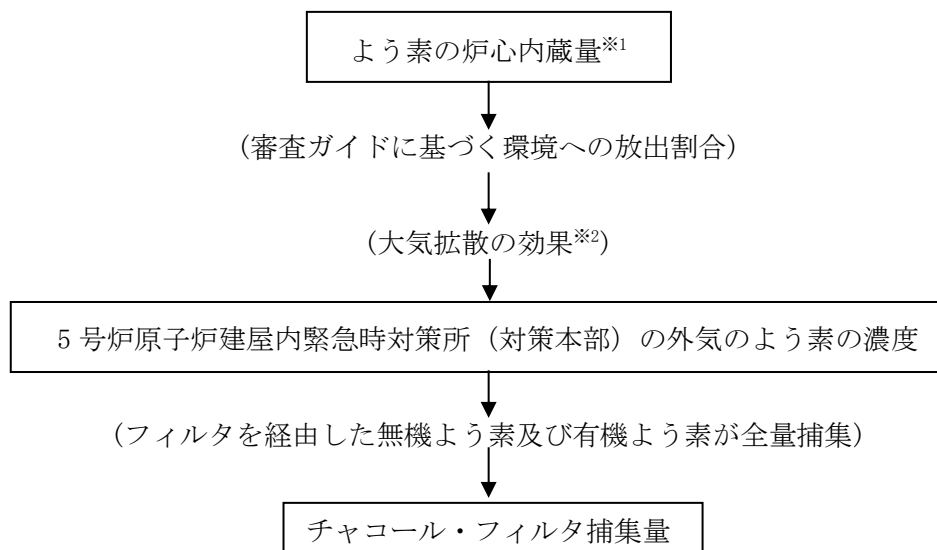 よう素の炉心内蔵量※1
(審査ガイドに基づく環境への放出割合)
(大気拡散の効果※2)
5 号炉原子炉建屋内緊急時対策所（対策本部）の外気のよう素の濃度
(フィルタを経由した無機よう素及び有機よう素が全量捕集)
チャコール・フィルタ捕集量